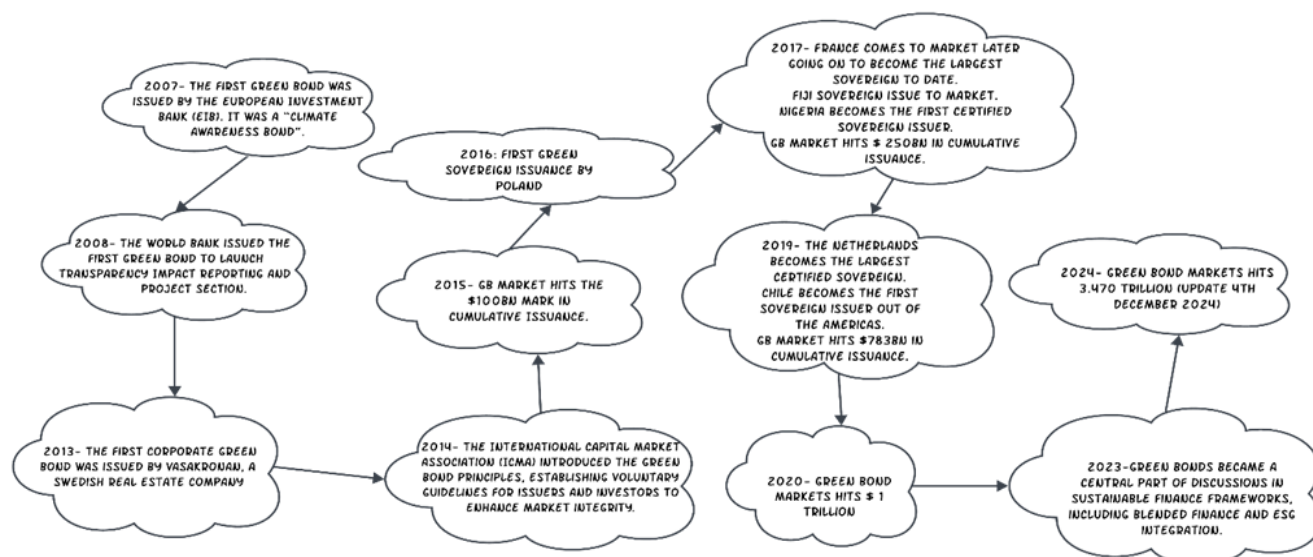 2007- THE FIRST GREEN BOND WAS
ISSUED BY THE EUROPEAN INVESTMENT
BANK (EIB). IT WAS A "CLIMATE
AWARENESS BOND".
2008- THE WORLD BANK ISSUED THE
FIRST GREEN BOND TO LAUNCH
TRANSPARENCY IMPACT REPORTING AND
PROJECT SECTION.
2013- THE FIRST CORPORATE GREEN
BOND WAS ISSUED BY VASAKRONAN, A
SWEDISH REAL ESTATE COMPANY
2014- THE INTERNATIONAL CAPITAL MARKET
ASSOCIATION (ICMA) INTRODUCED THE GREEN
BOND PRINCIPLES, ESTABLISHING VOLUNTARY
GUIDELINES FOR ISSUERS AND INVESTORS TO
ENHANCE MARKET INTEGRITY.
2015- GB MARKET HITS THE
$100BN MARK IN
CUMULATIVE ISSUANCE.
2016: FIRST GREEN
SOVEREIGN ISSUANCE BY
POLAND
2017- FRANCE COMES TO MARKET LATER
GOING ON TO BECOME THE LARGEST
SOVEREIGN TO DATE.
FIJI SOVEREIGN ISSUE TO MARKET.
NIGERIA BECOMES THE FIRST CERTIFIED
SOVEREIGN ISSUER.
GB MARKET HITS $ 250BN IN CUMULATIVE
ISSUANCE.
2019- THE NETHERLANDS
BECOMES THE LARGEST
CERTIFIED SOVEREIGN.
CHILE BECOMES THE FIRST
SOVEREIGN ISSUER OUT OF
THE AMERICAS.
GB MARKET HITS $783BN IN
CUMULATIVE ISSUANCE.
2020- GREEN BOND
MARKETS HITS $ 1
TRILLION
2023-GREEN BONDS BECAME A
CENTRAL PART OF DISCUSSIONS IN
SUSTAINABLE FINANCE FRAMEWORKS,
INCLUDING BLENDED FINANCE AND ESG
INTEGRATION.
2024- GREEN BOND MARKETS HITS
3.470 TRILLION (UPDATE 4TH
DECEMBER 2024)